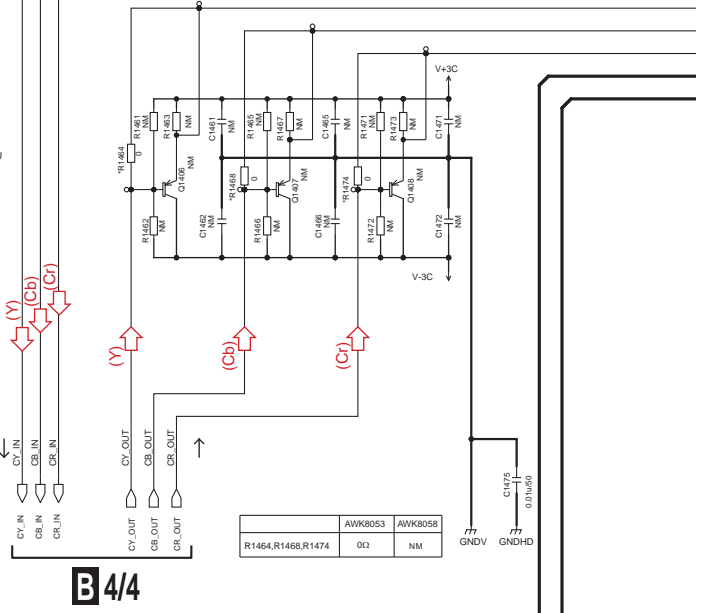 V+3C
R1461
NM
R1463
NM
C1461
NM
R1465
NM
R1467
NM
C1465
NM
R1471
NM
R1473
NM
C1471
NM
*R1464
0
Q1406
NM
*R1468
0
Q1407
NM
*R1474
0
Q1408
NM
R1462
NM
C1462
NM
R1466
NM
C1466
NM
R1472
NM
C1472
NM
V-3C
(Y)
(Cb)
(Cr)
(Y)
(Cb)
(Cr)
CY_IN
CB_IN
CR_IN
CY_OUT
CB_OUT
CR_OUT
C1475
0.01u/50
CY_IN
CB_IN
CR_IN
CY_OUT
CB_OUT
CR_OUT
GNDV
GNDHD
AWK8053 AWK8058
R1464,R1468,R1474 0Ω NM
B 4/4